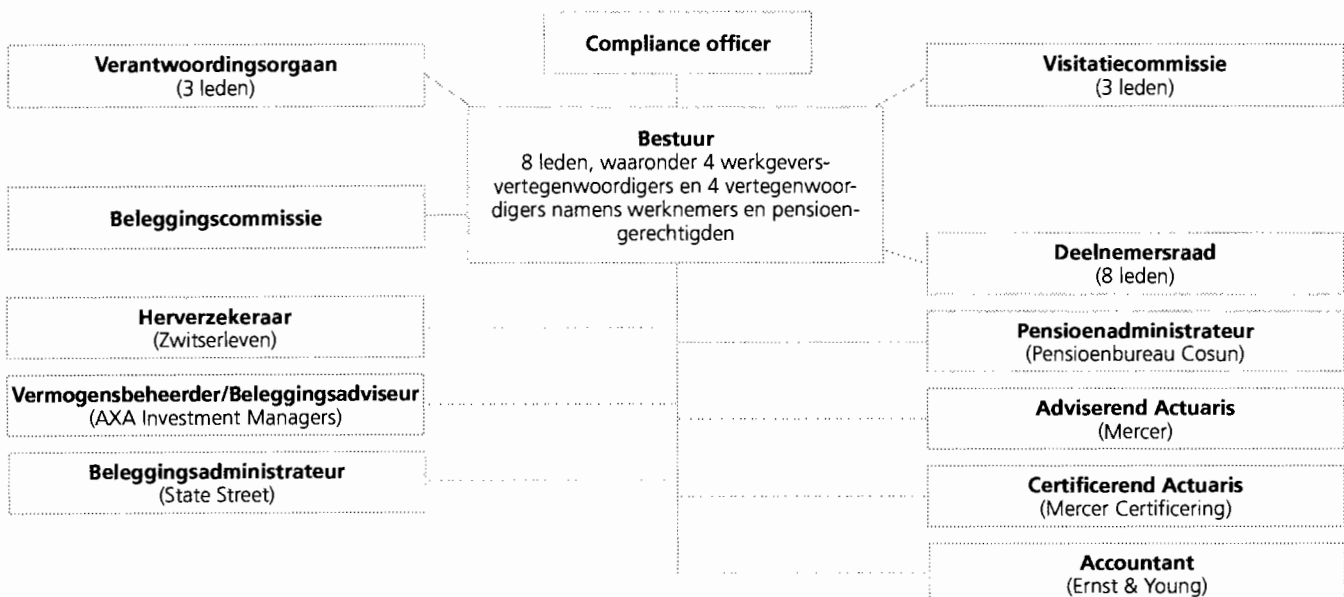 Compliance officer
Verantwoordingsorgaan
(3 leden)
Visitatiecommissie
(3 leden)
Bestuur
8 leden, waaronder 4 werkgevers-
vertegenwoordigers en 4 vertegenwoor-
digers namens werknemers en pensioen-
gerechtigden
Beleggingscommissie
Deelnemersraad
(8 leden)
Herverzekeraar
(Zwitserleven)
Pensioenadministrateur
(Pensioenbureau Cosun)
Vermogensbeheerder/Beleggingsadviseur
(AXA Investment Managers)
Adviserend Actuaris
(Mercer)
Beleggingsadministrateur
(State Street)
Certificerend Actuaris
(Mercer Certificering)
Accountant
(Ernst & Young)